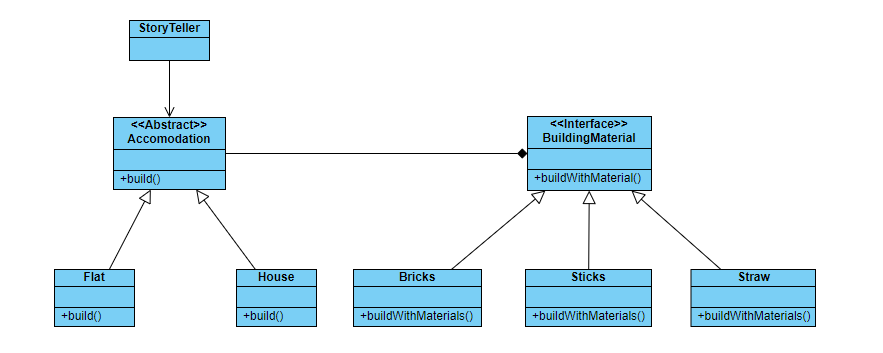 StoryTeller
<<Abstract>>
Accomodation
+build()
<<Interface>>
BuildingMaterial
+buildWithMaterial()
Flat
+build()
House
+build()
Bricks
+buildWithMaterials()
Sticks
+buildWithMaterials()
Straw
+buildWithMaterials()